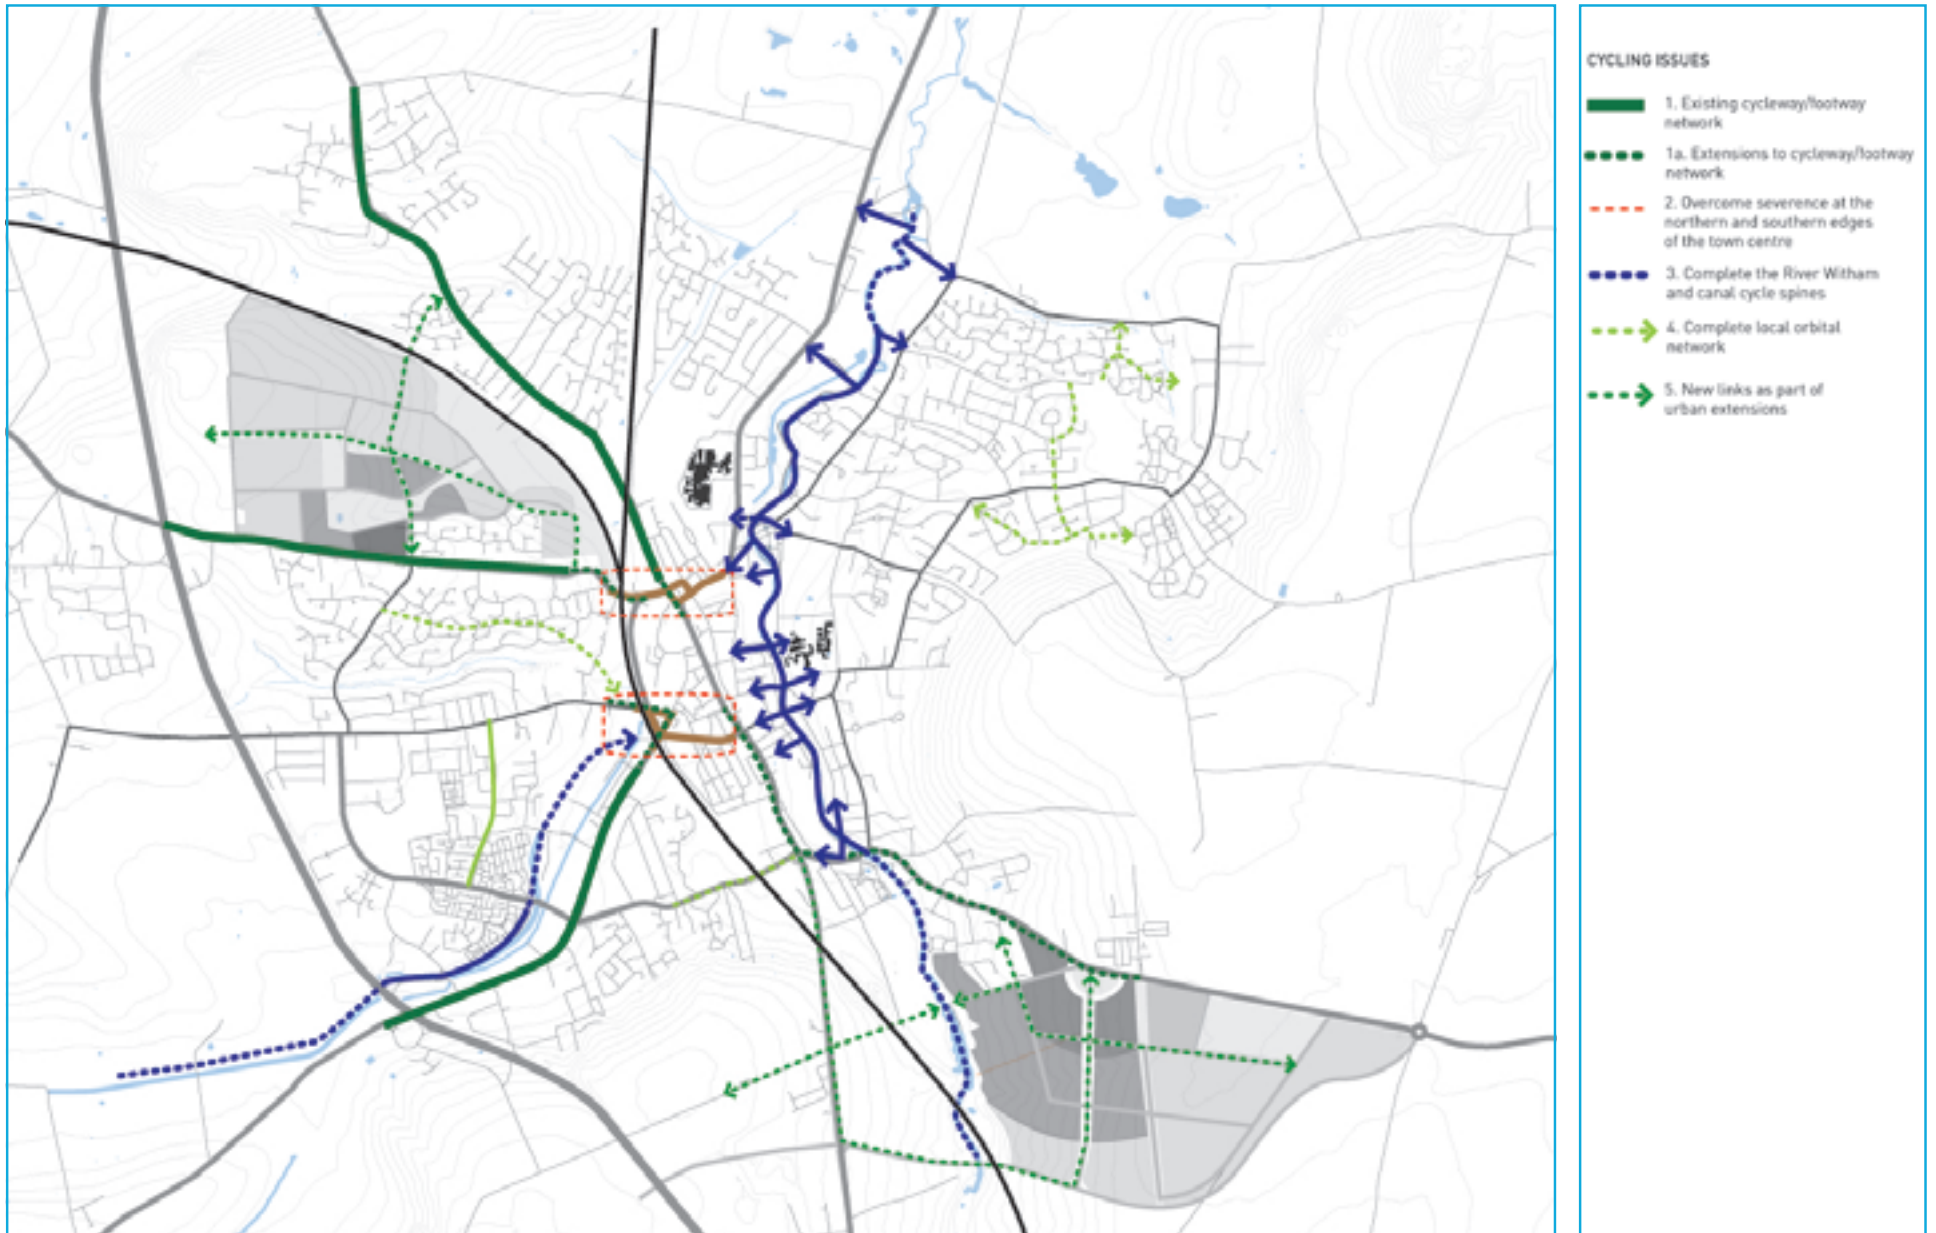 CYCLING ISSUES
1. Existing cycleway/footway
network
1a. Extensions to cycleway/footway
network
2. Overcome severence at the
northern and southern edges
of the town centre
3. Complete the River Witham
and canal cycle spines
4. Complete local orbital
network
5. New links as part of
urban extensions